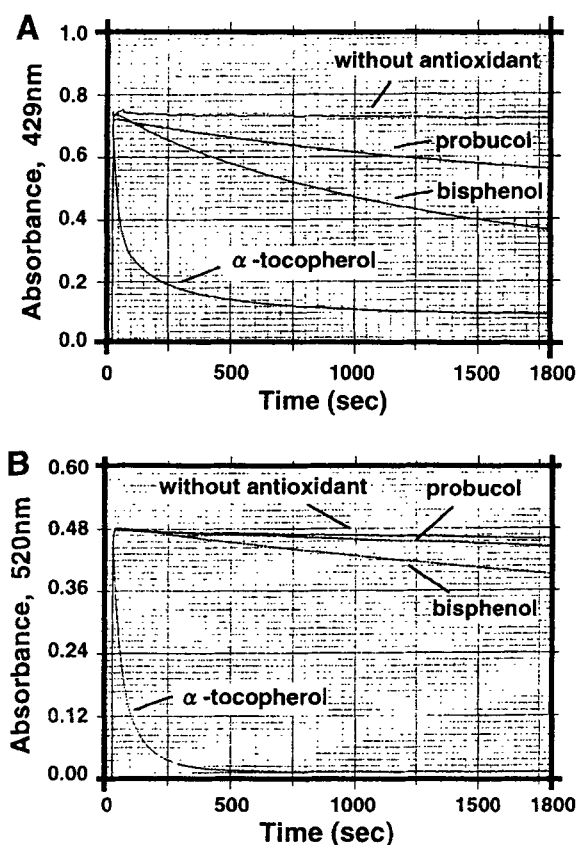 A
Absorbance, 429nm
1.0
0.8
0.6
0.4
0.2
0.0
without antioxidant
probucol
bisphenol
α -tocopherol
0 500 1000 1500 1800
Time (sec)
B
Absorbance, 520nm
0.60
0.48
0.36
0.24
0.12
0.00
without antioxidant
probucol
bisphenol
α -tocopherol
0 500 1000 1500 1800
Time (sec)